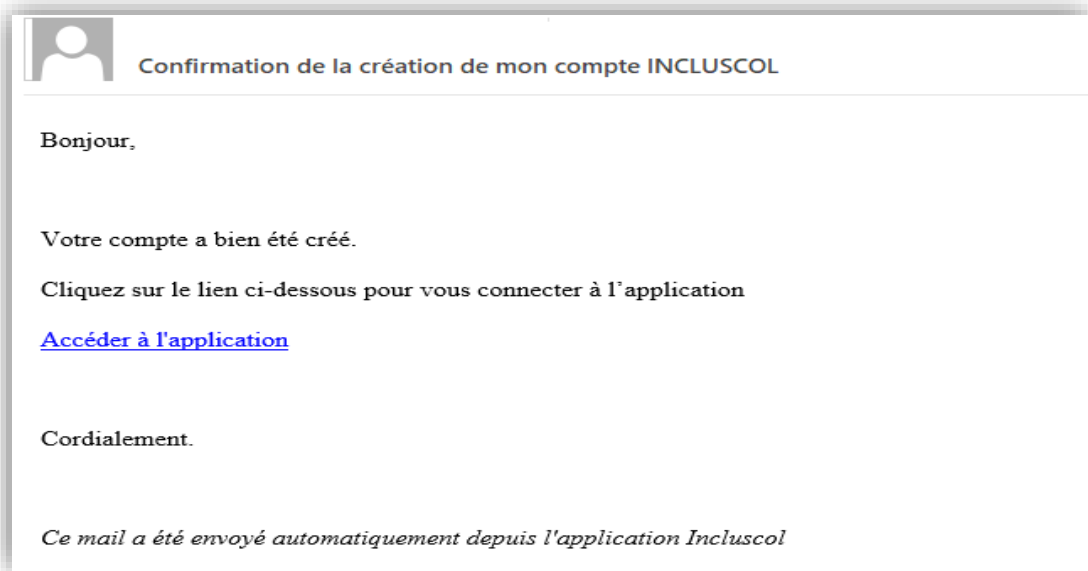 Confirmation de la création de mon compte INCLUSCOL
Bonjour,
Votre compte a bien été créé.
Cliquez sur le lien ci-dessous pour vous connecter à l’application
Accéder à l'application
Cordialement.
Ce mail a été envoyé automatiquement depuis l'application Incluscol